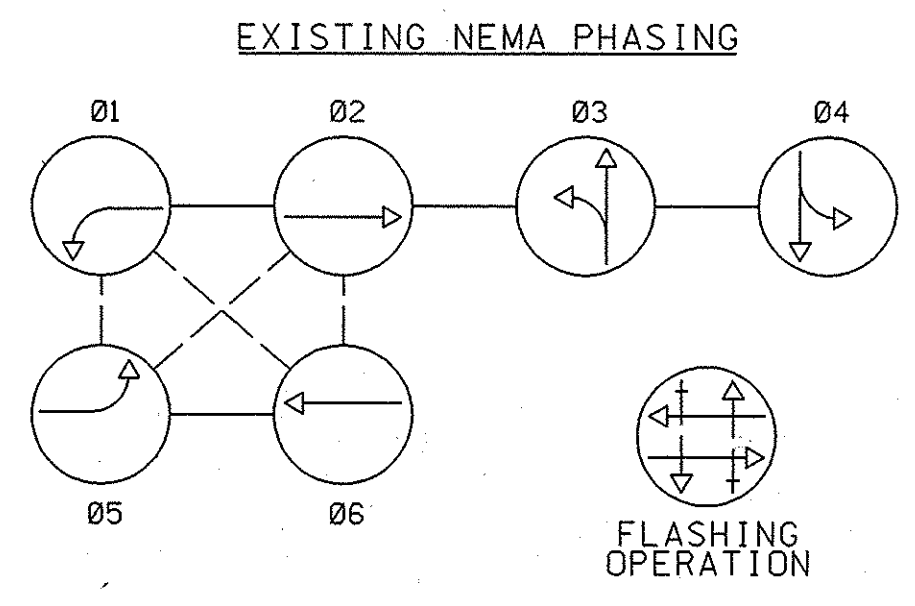 EXISTING NEMA PHASING
Ø1
Ø2
Ø3
Ø4
Ø5
Ø6
FLASHING
OPERATION